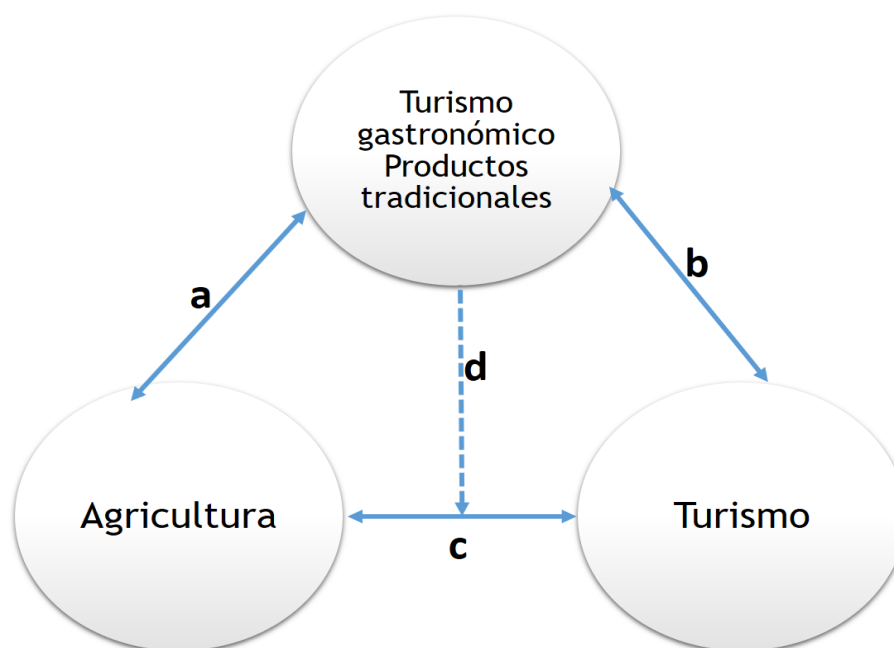 Turismo
gastronómico
Productos
tradicionales
a
b
d
Agricultura
Turismo
c